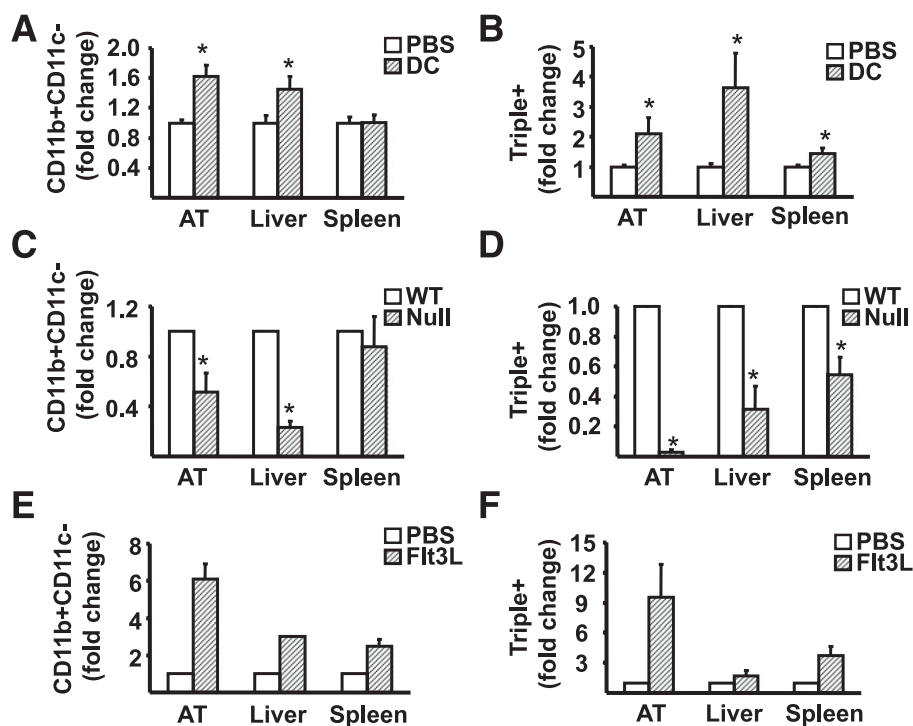 A
CD11b+CD11c-
(fold change)
2.0
1.6
1.2
0.8
0.4
*
*
PBS
DC
AT Liver Spleen
B
Triple+
(fold change)
5
4
3
2
1
*
*
*
PBS
DC
AT Liver Spleen
C
CD11b+CD11c-
(fold change)
1.2
0.8
0.4
*
*
WT
Null
AT Liver Spleen
D
Triple+
(fold change)
1.0
0.8
0.6
0.4
0.2
*
*
*
WT
Null
AT Liver Spleen
E
CD11b+CD11c-
(fold change)
8
6
4
2
PBS
Flt3L
AT Liver Spleen
F
Triple+
(fold change)
15
12
9
6
3
PBS
Flt3L
AT Liver Spleen